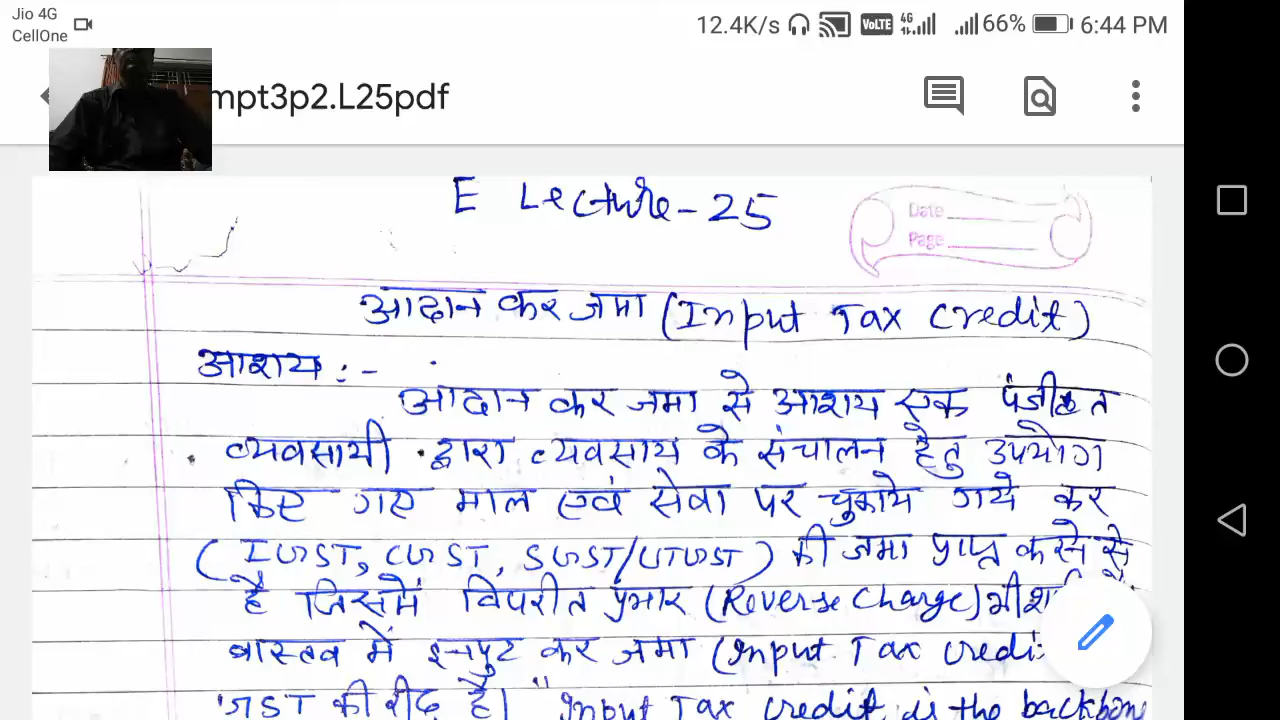 Jio 4G
CellOne
12.4K/s VoLTE 4G 66% 6:44 PM
mpt3p2.L25pdf
E Lecture-25
Date
Page
आदान कर जमा (Input Tax Credit)
आशय :-
आदान कर जमा से आशय एक पंजीकृत
व्यवसायी द्वारा व्यवसाय के संचालन हेतु उपयोग
किए गए माल एवं सेवा पर चुकाये गये कर
(IGST, CGST, SGST/UTGST) की जमा प्राप्त करने से
है जिसमें विपरीत प्रभार (Reverse Charge) भी
वास्तव में इनपुट कर जमा (Input Tax
GST की रीढ़ है। "Input Tax credit is the